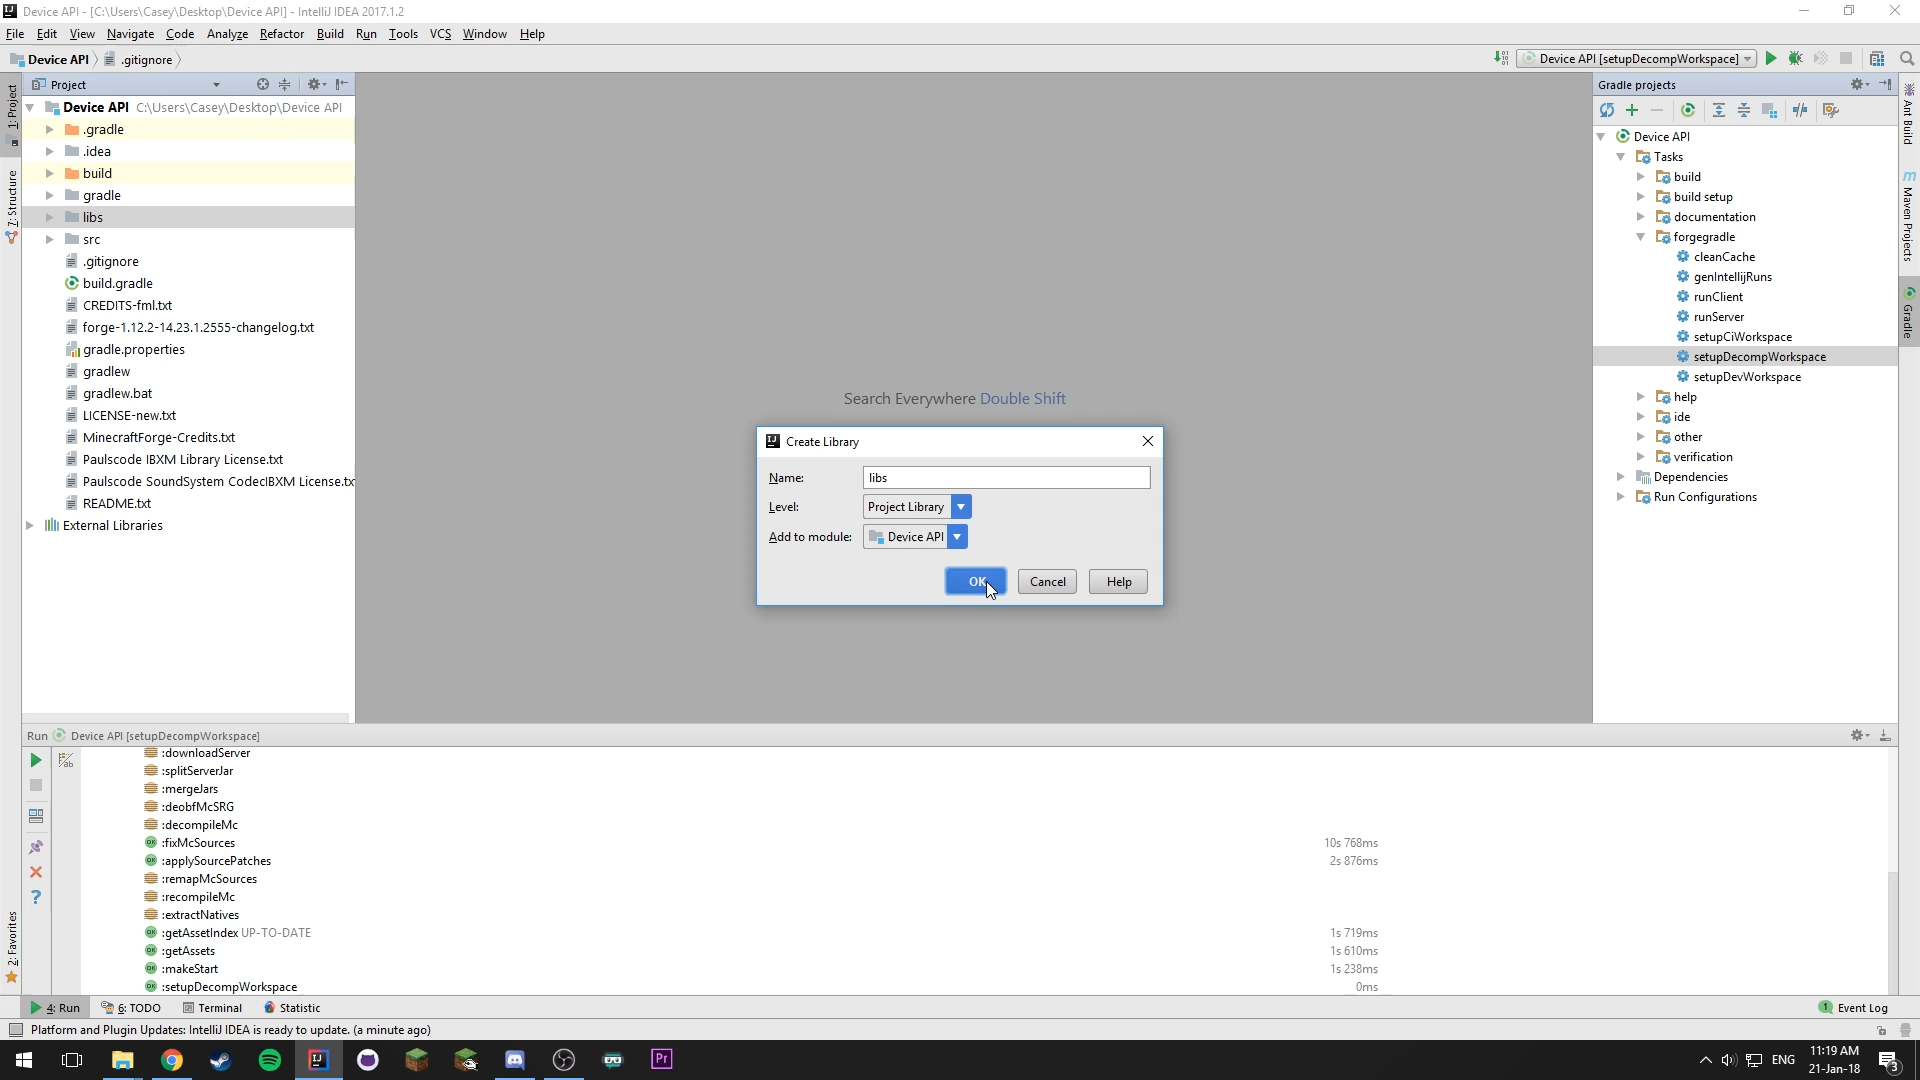 Device API - [C:\Users\Casey\Desktop\Device API] - IntelliJ IDEA 2017.1.2
File Edit View Navigate Code Analyze Refactor Build Run Tools VCS Window Help
Device API .gitignore
Device API [setupDecompWorkspace]
1: Project
7: Structure
2: Favorites
Project
Device API C:\Users\Casey\Desktop\Device API
.gradle
.idea
build
gradle
libs
src
.gitignore
build.gradle
CREDITS-fml.txt
forge-1.12.2-14.23.1.2555-changelog.txt
gradle.properties
gradlew
gradlew.bat
LICENSE-new.txt
MinecraftForge-Credits.txt
Paulscode IBXM Library License.txt
Paulscode SoundSystem CodecIBXM License.tx
README.txt
External Libraries
Search Everywhere Double Shift
Create Library
Name: libs
Level: Project Library
Add to module: Device API
OK Cancel Help
Gradle projects
Device API
Tasks
build
build setup
documentation
forgegradle
cleanCache
genIntellijRuns
runClient
runServer
setupCiWorkspace
setupDecompWorkspace
setupDevWorkspace
help
ide
other
verification
Dependencies
Run Configurations
Ant Build
Maven Projects
Gradle
Run Device API [setupDecompWorkspace]
:downloadServer
:splitServerJar
:mergeJars
:deobfMcSRG
:decompileMc
:fixMcSources 10s 768ms
:applySourcePatches 2s 876ms
:remapMcSources
:recompileMc
:extractNatives
:getAssetIndex UP-TO-DATE 1s 719ms
:getAssets 1s 610ms
:makeStart 1s 238ms
:setupDecompWorkspace 0ms
4: Run 6: TODO Terminal Statistic 1 Event Log
Platform and Plugin Updates: IntelliJ IDEA is ready to update. (a minute ago)
ENG 11:19 AM
21-Jan-18
3